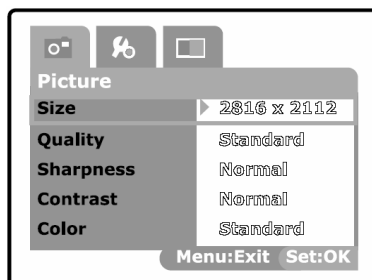 Picture
Size 2816 x 2112
Quality Standard
Sharpness Normal
Contrast Normal
Color Standard
Menu:Exit Set:OK